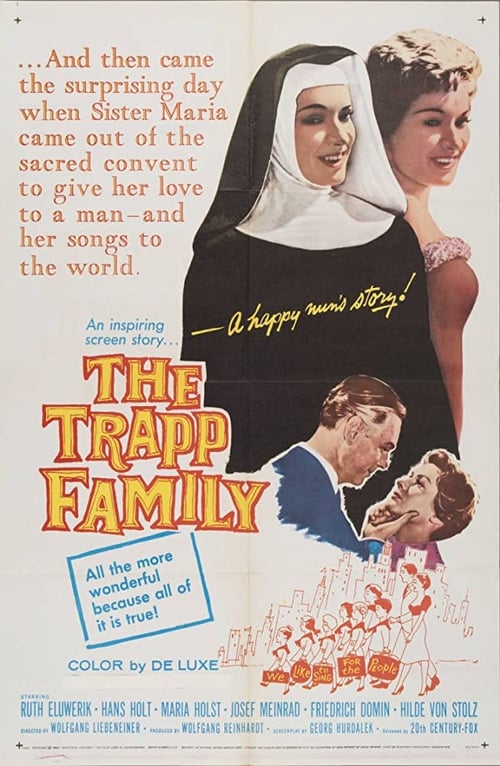 ...And then came
the surprising day
when Sister Maria
came out of the
sacred convent
to give her love
to a man—and
her songs to
the world.
— a happy nun's story!
An inspiring
screen story...
THE
TRAPP
FAMILY
All the more
wonderful
because all of
it is true!
COLOR by DE LUXE
We Like to SING FOR the People
STARRING
RUTH ELUWERIK · HANS HOLT · MARIA HOLST · JOSEF MEINRAD · FRIEDRICH DOMIN · HILDE VON STOLZ
DIRECTED BY WOLFGANG LIEBENEINER · PRODUCED BY WOLFGANG REINHARDT · SCREENPLAY BY GEORG HURDALEK · Released by 20th CENTURY-FOX